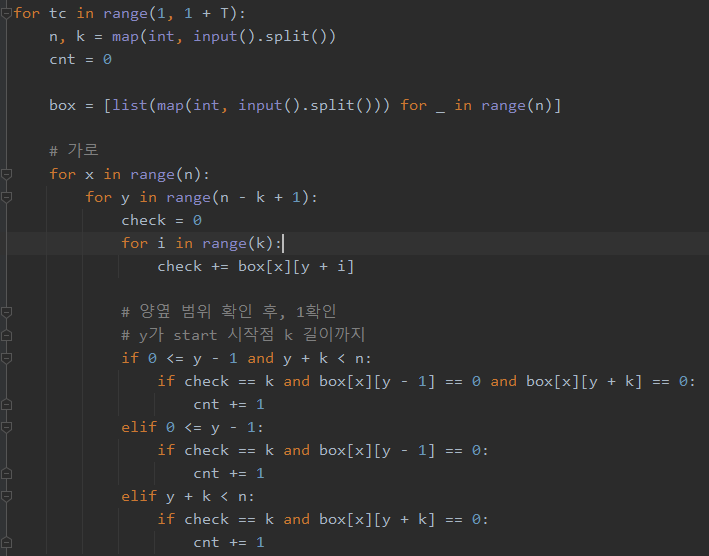 for tc in range(1, 1 + T):
    n, k = map(int, input().split())
    cnt = 0

    box = [list(map(int, input().split())) for _ in range(n)]

    # 가로
    for x in range(n):
        for y in range(n - k + 1):
            check = 0
            for i in range(k):
                check += box[x][y + i]

            # 양옆 범위 확인 후, 1확인
            # y가 start 시작점 k 길이까지
            if 0 <= y - 1 and y + k < n:
                if check == k and box[x][y - 1] == 0 and box[x][y + k] == 0:
                    cnt += 1
            elif 0 <= y - 1:
                if check == k and box[x][y - 1] == 0:
                    cnt += 1
            elif y + k < n:
                if check == k and box[x][y + k] == 0:
                    cnt += 1